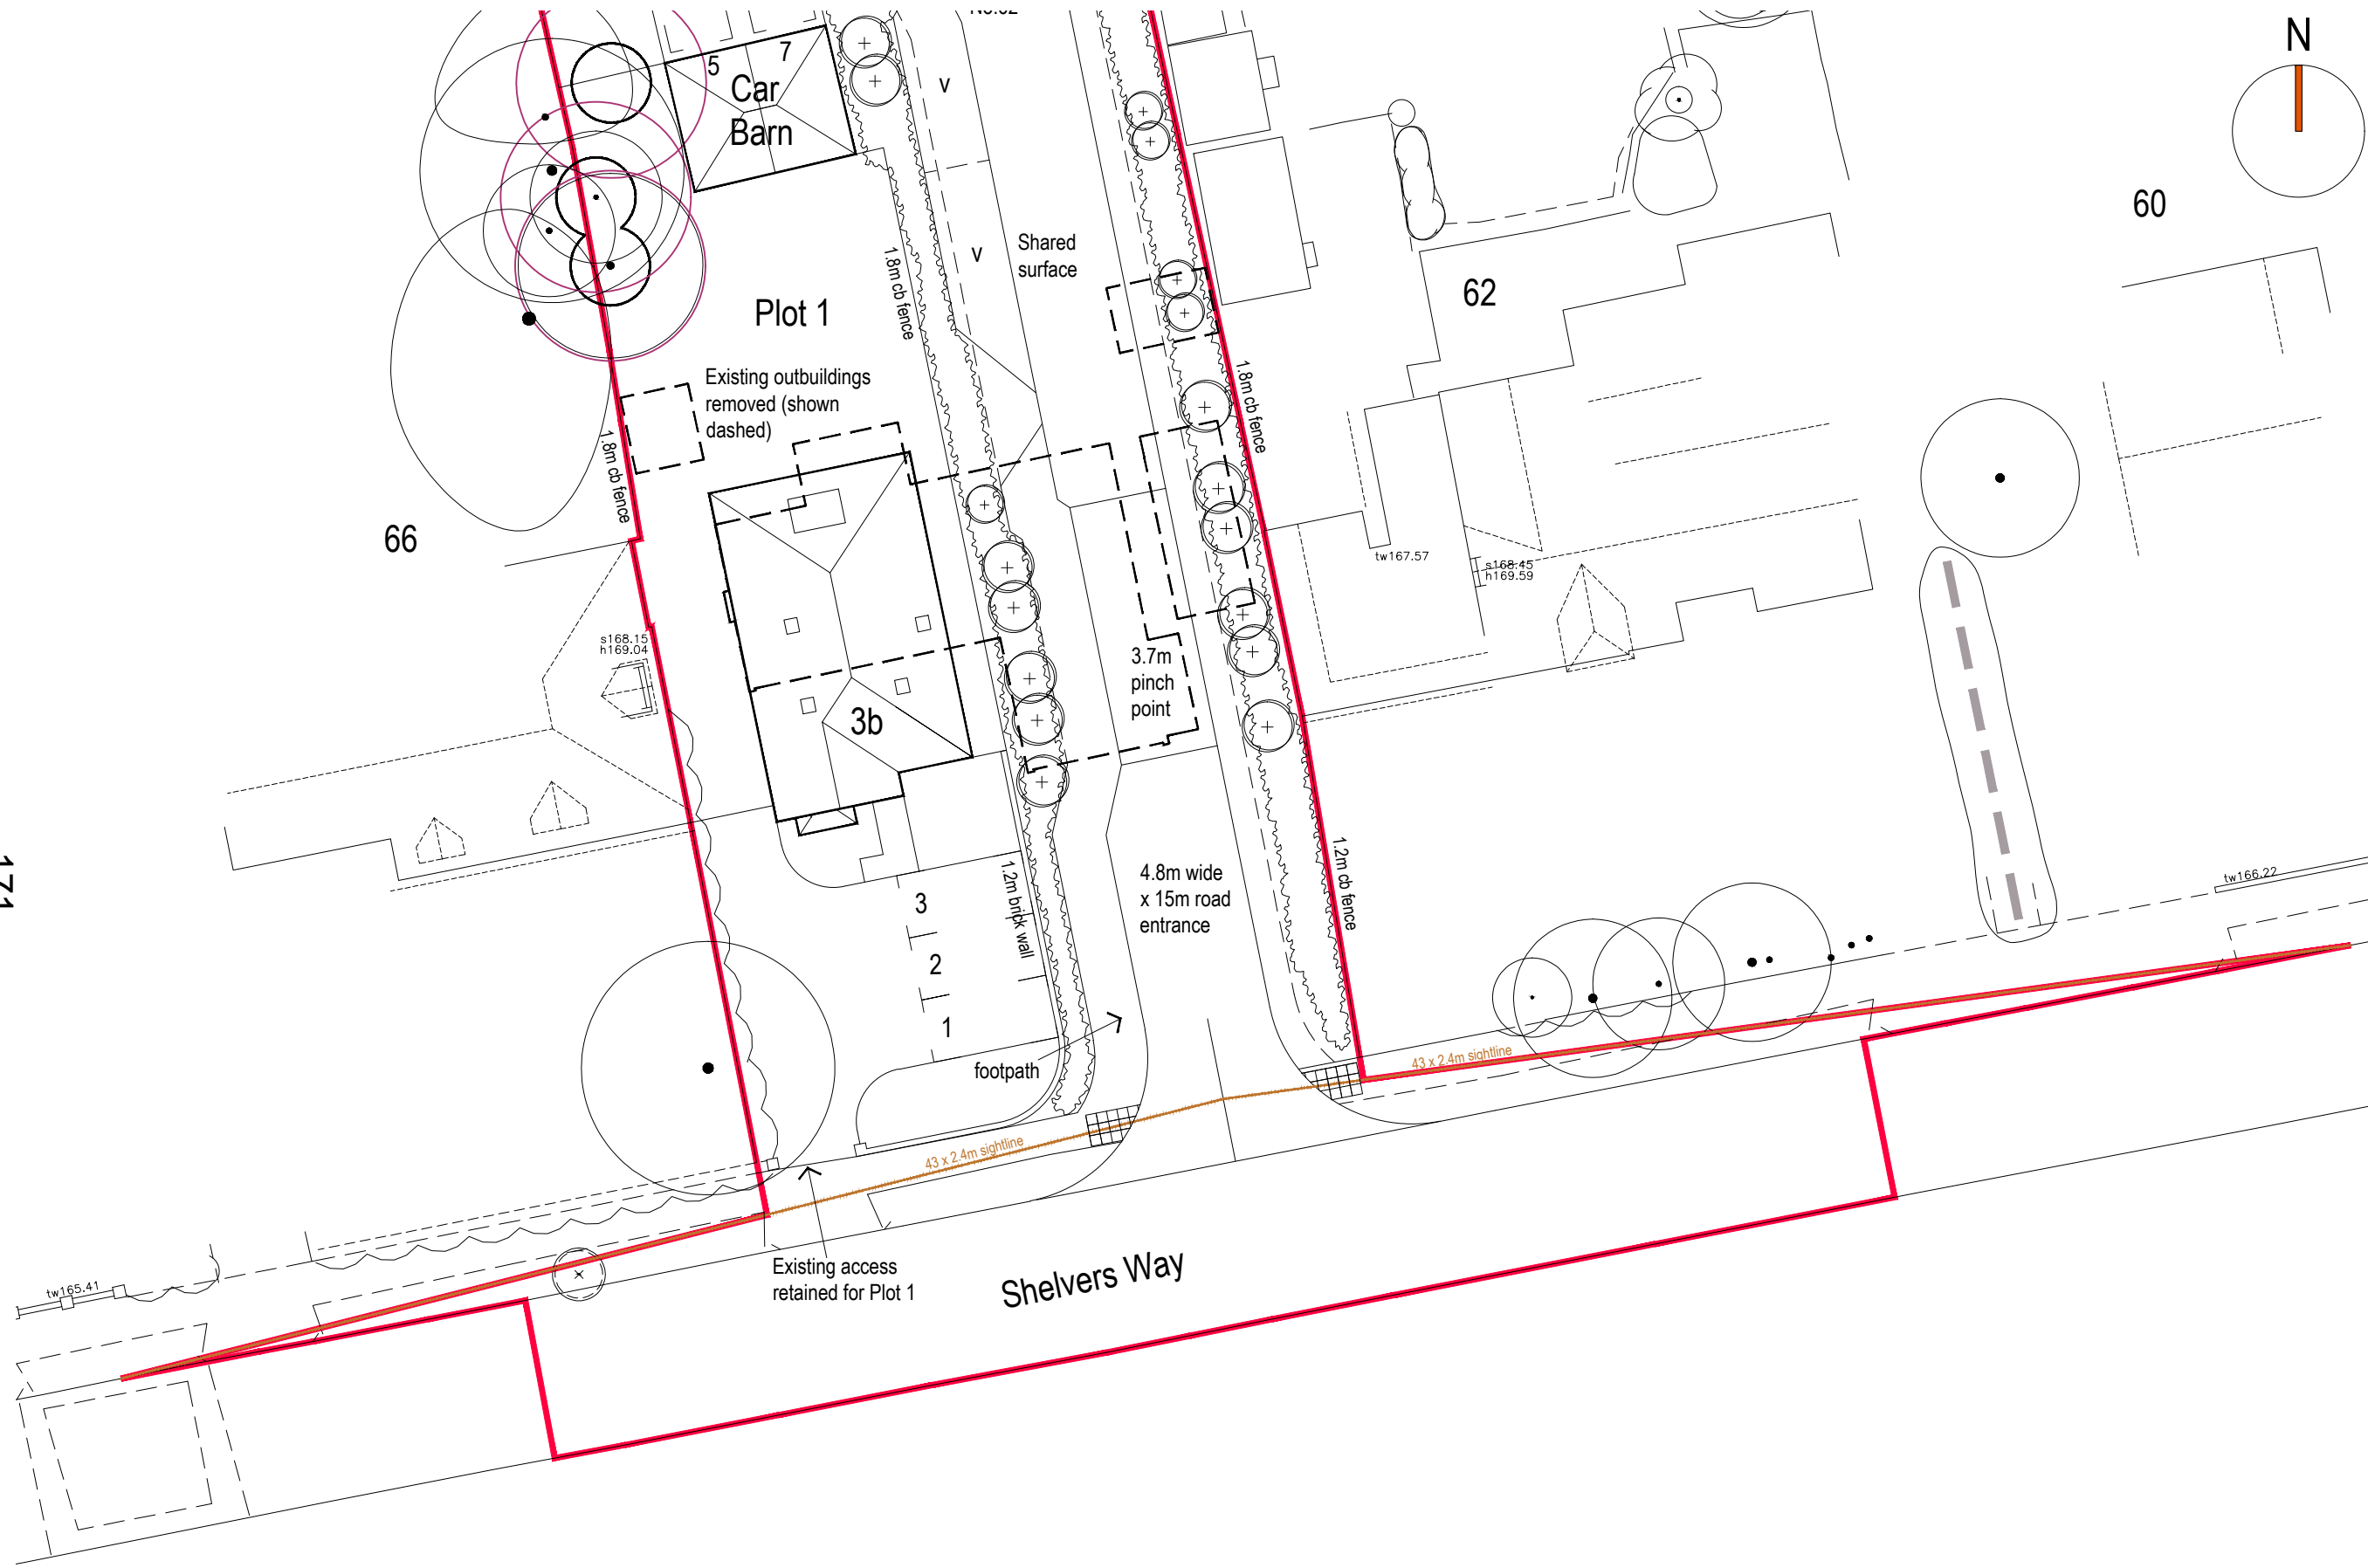 N
7
5
Car
Barn
v
60
Shared
surface
v
1.8m cb fence
62
Plot 1
Existing outbuildings
removed (shown
dashed)
1.8m cb fence
1.8m cb fence
66
tw167.57
s168.45
h169.59
s168.15
h169.04
3.7m
pinch
point
3b
4.8m wide
x 15m road
entrance
1.2m cb fence
1.2m brick wall
tw166.22
171
3
2
1
footpath
43 x 2.4m sightline
43 x 2.4m sightline
Existing access
retained for Plot 1
Shelvers Way
tw165.41